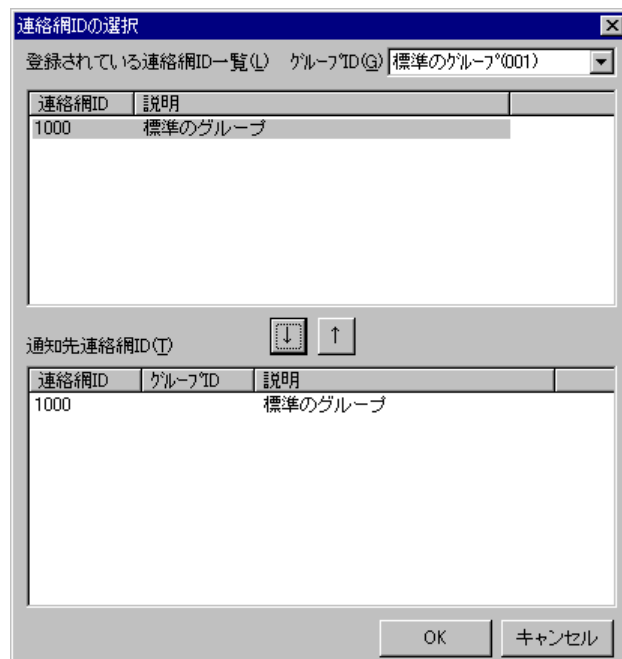 連絡網IDの選択
登録されている連絡網ID一覧(L) グループID(G) 標準のグループ(001)
連絡網ID 説明
1000 標準のグループ
↓ ↑
通知先連絡網ID(T)
連絡網ID グループID 説明
1000 標準のグループ
OK キャンセル